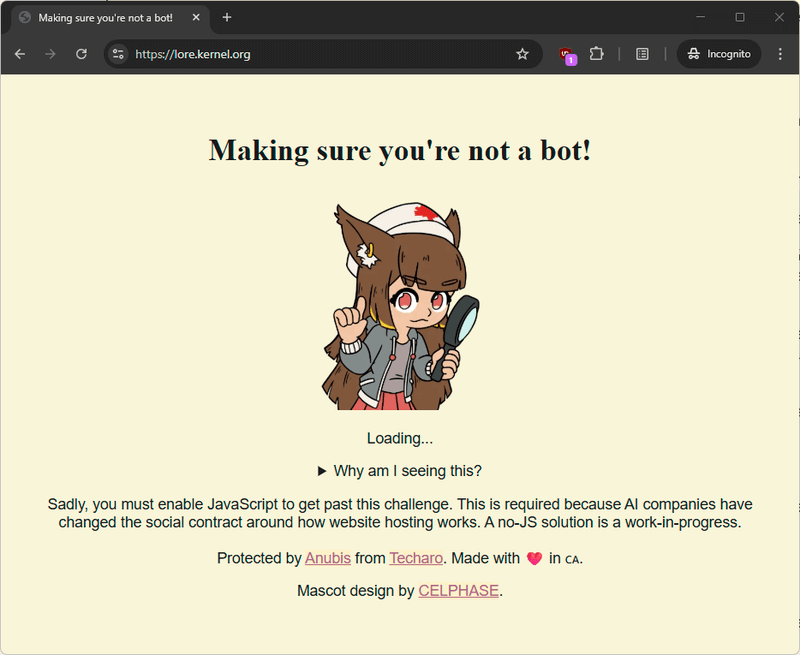 Making sure you're not a bot!
https://lore.kernel.org
1
Incognito
Making sure you're not a bot!
Loading...
Why am I seeing this?
Sadly, you must enable JavaScript to get past this challenge. This is required because AI companies have
changed the social contract around how website hosting works. A no-JS solution is a work-in-progress.
Protected by Anubis from Techaro. Made with ❤️ in 🇨🇦.
Mascot design by CELPHASE.